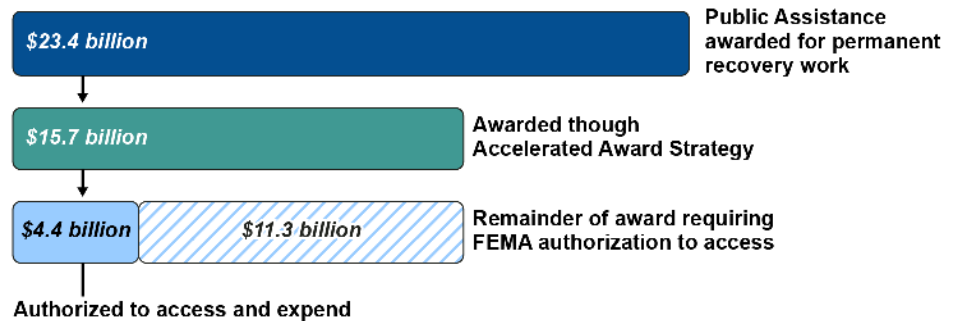 $23.4 billion
Public Assistance
awarded for permanent
recovery work
$15.7 billion
Awarded though
Accelerated Award Strategy
$4.4 billion
$11.3 billion
Remainder of award requiring
FEMA authorization to access
Authorized to access and expend